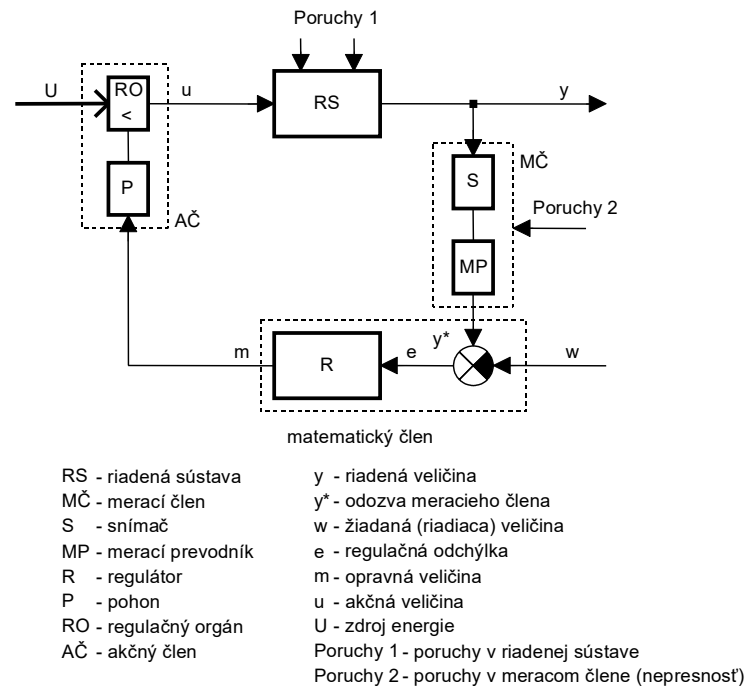 Poruchy 1
U
RO
<
u
RS
y
P
AČ
S
MČ
Poruchy 2
MP
y*
m
R
e
w
matematický člen
RS - riadená sústava
MČ - merací člen
S - snímač
MP - merací prevodník
R - regulátor
P - pohon
RO - regulačný orgán
AČ - akčný člen
y - riadená veličina
y* - odozva meracieho člena
w - žiadaná (riadiaca) veličina
e - regulačná odchýlka
m - opravná veličina
u - akčná veličina
U - zdroj energie
Poruchy 1 - poruchy v riadenej sústave
Poruchy 2 - poruchy v meracom člene (nepresnosť)